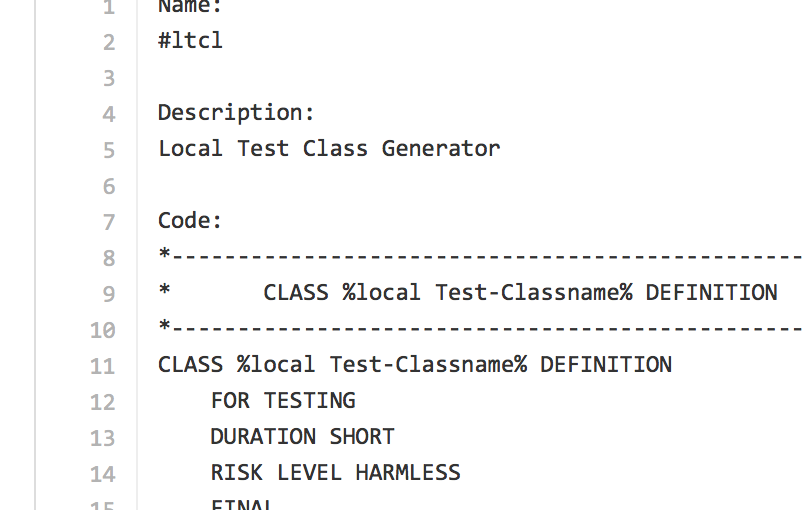 1 Name:
2 #ltcl
3
4 Description:
5 Local Test Class Generator
6
7 Code:
8 *------------------------------------------------
9 *       CLASS %local Test-Classname% DEFINITION
10 *------------------------------------------------
11 CLASS %local Test-Classname% DEFINITION
12     FOR TESTING
13     DURATION SHORT
14     RISK LEVEL HARMLESS
15     FINAL